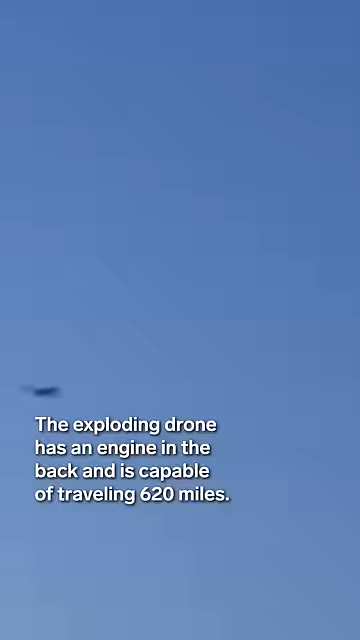 The exploding drone
has an engine in the
back and is capable
of traveling 620 miles.